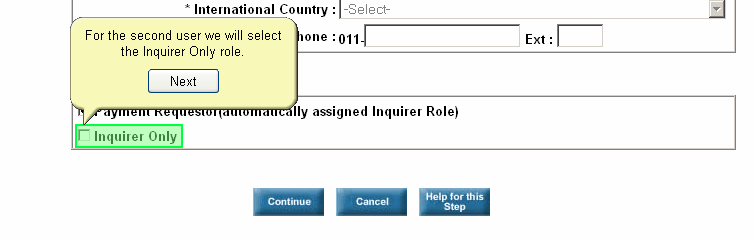 * International Country : -Select-
For the second user we will select
the Inquirer Only role.
Next
hone : 011- Ext :
Payment Requestor(automatically assigned Inquirer Role)
Inquirer Only
Continue
Cancel
Help for this
Step